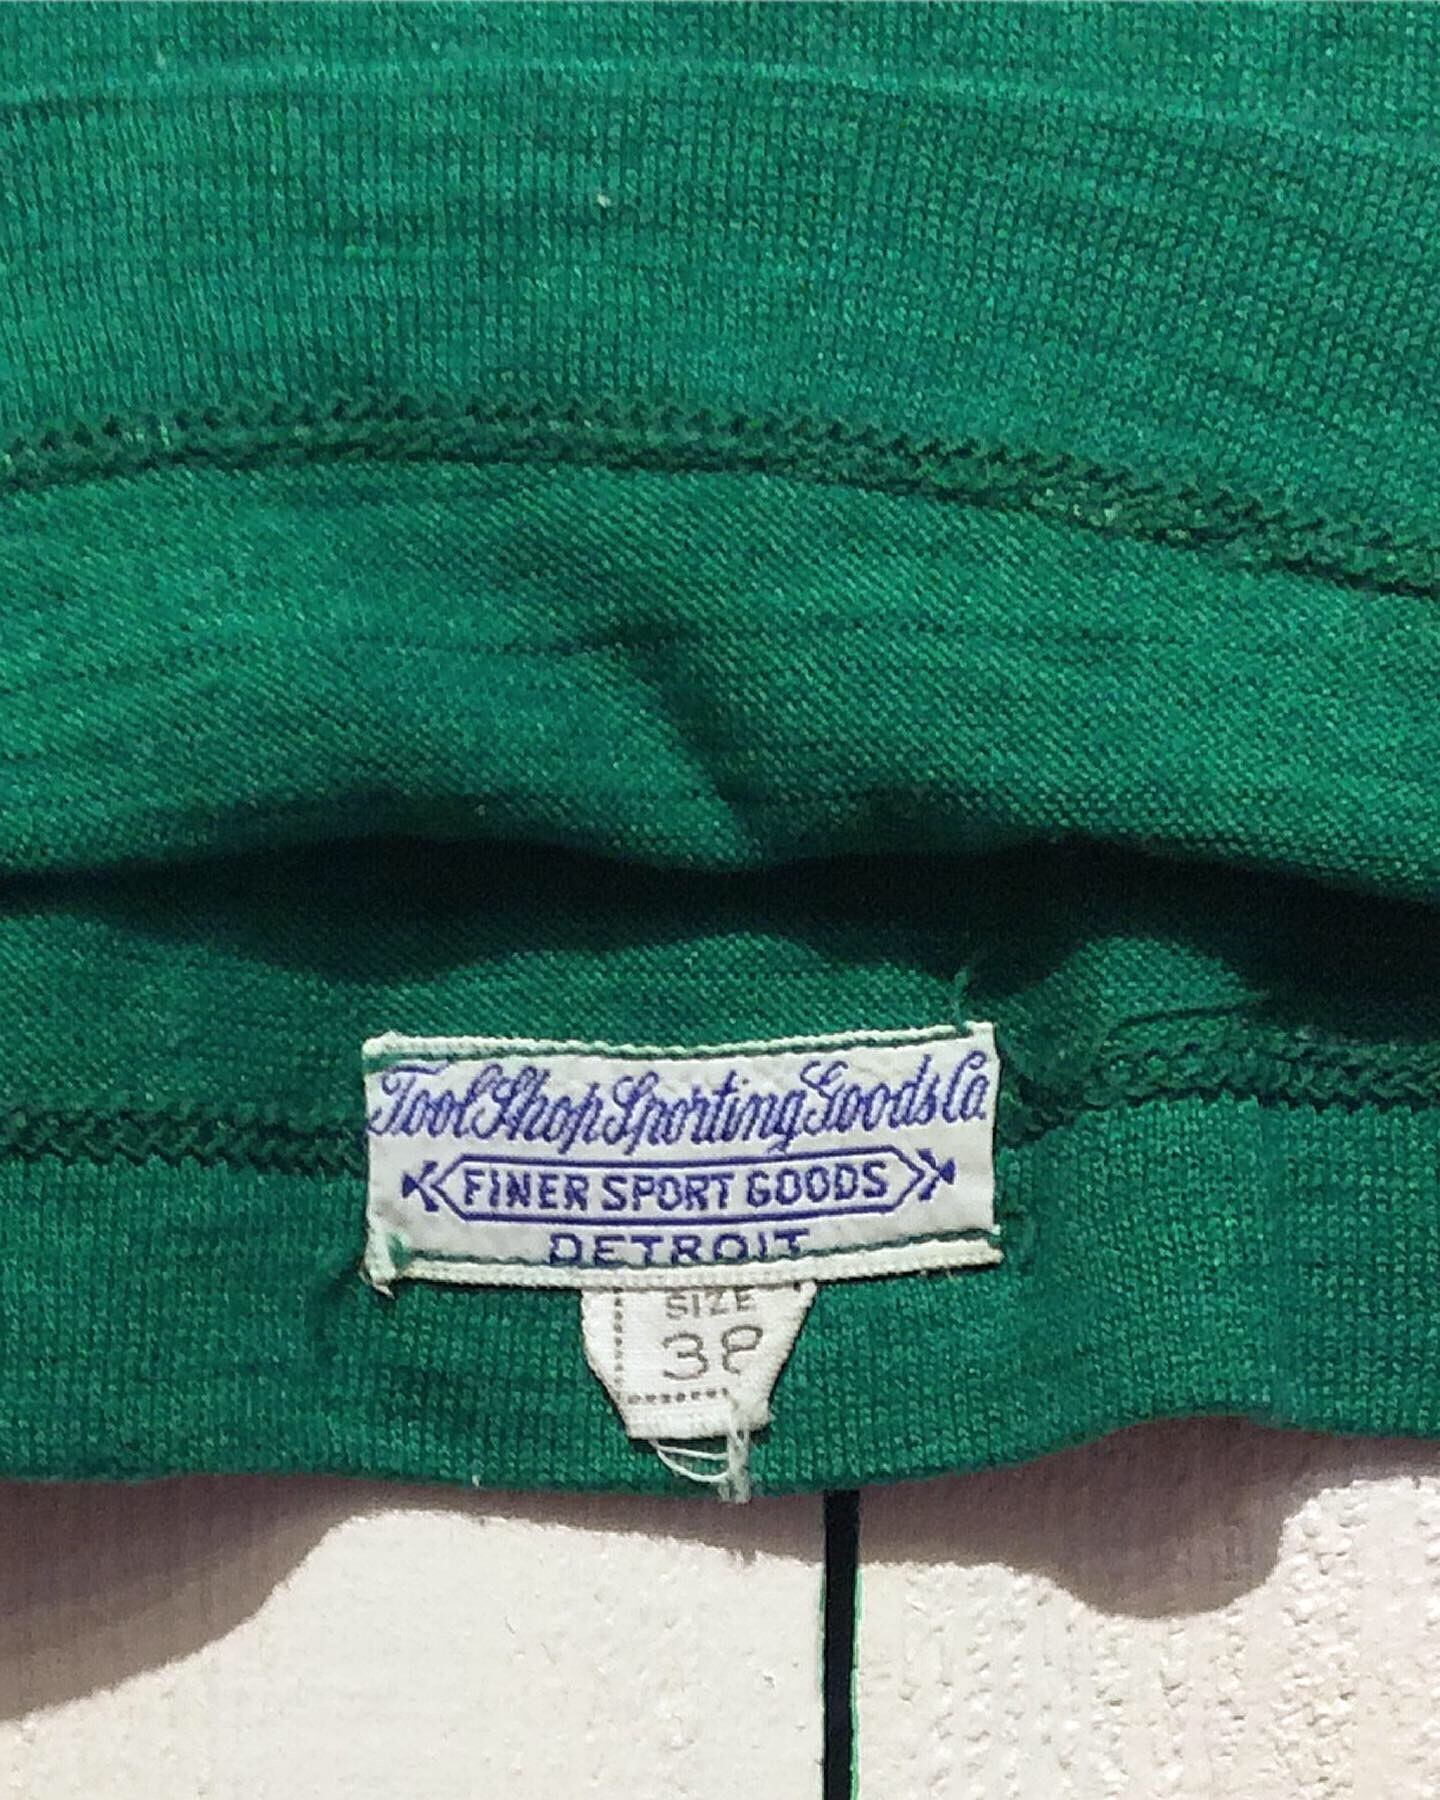 Tool Shop Sporting Goods Co
FINER SPORT GOODS
DETROIT
SIZE
38